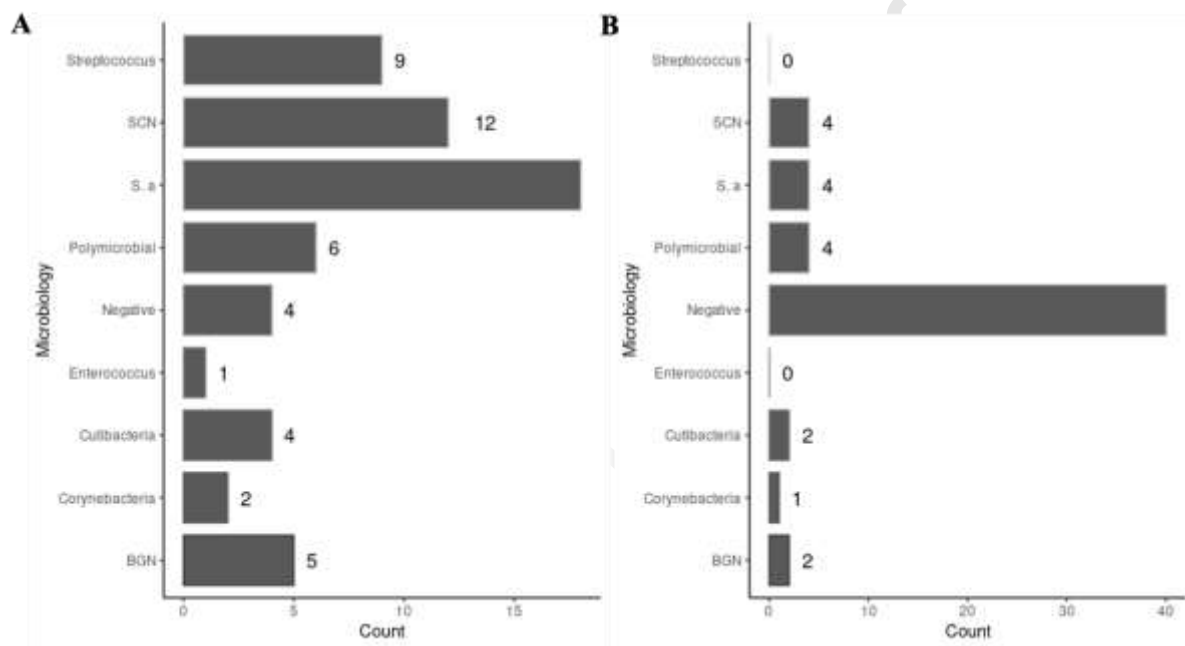 A
Streptococcus 9
SCN 12
S. a
Polymicrobial 6
Negative 4
Enterococcus 1
Cutibacteria 4
Corynebacteria 2
BGN 5
Microbiology
0 5 10 15
Count
B
Streptococcus 0
SCN 4
S. a 4
Polymicrobial 4
Negative
Enterococcus 0
Cutibacteria 2
Corynebacteria 1
BGN 2
Microbiology
0 10 20 30 40
Count